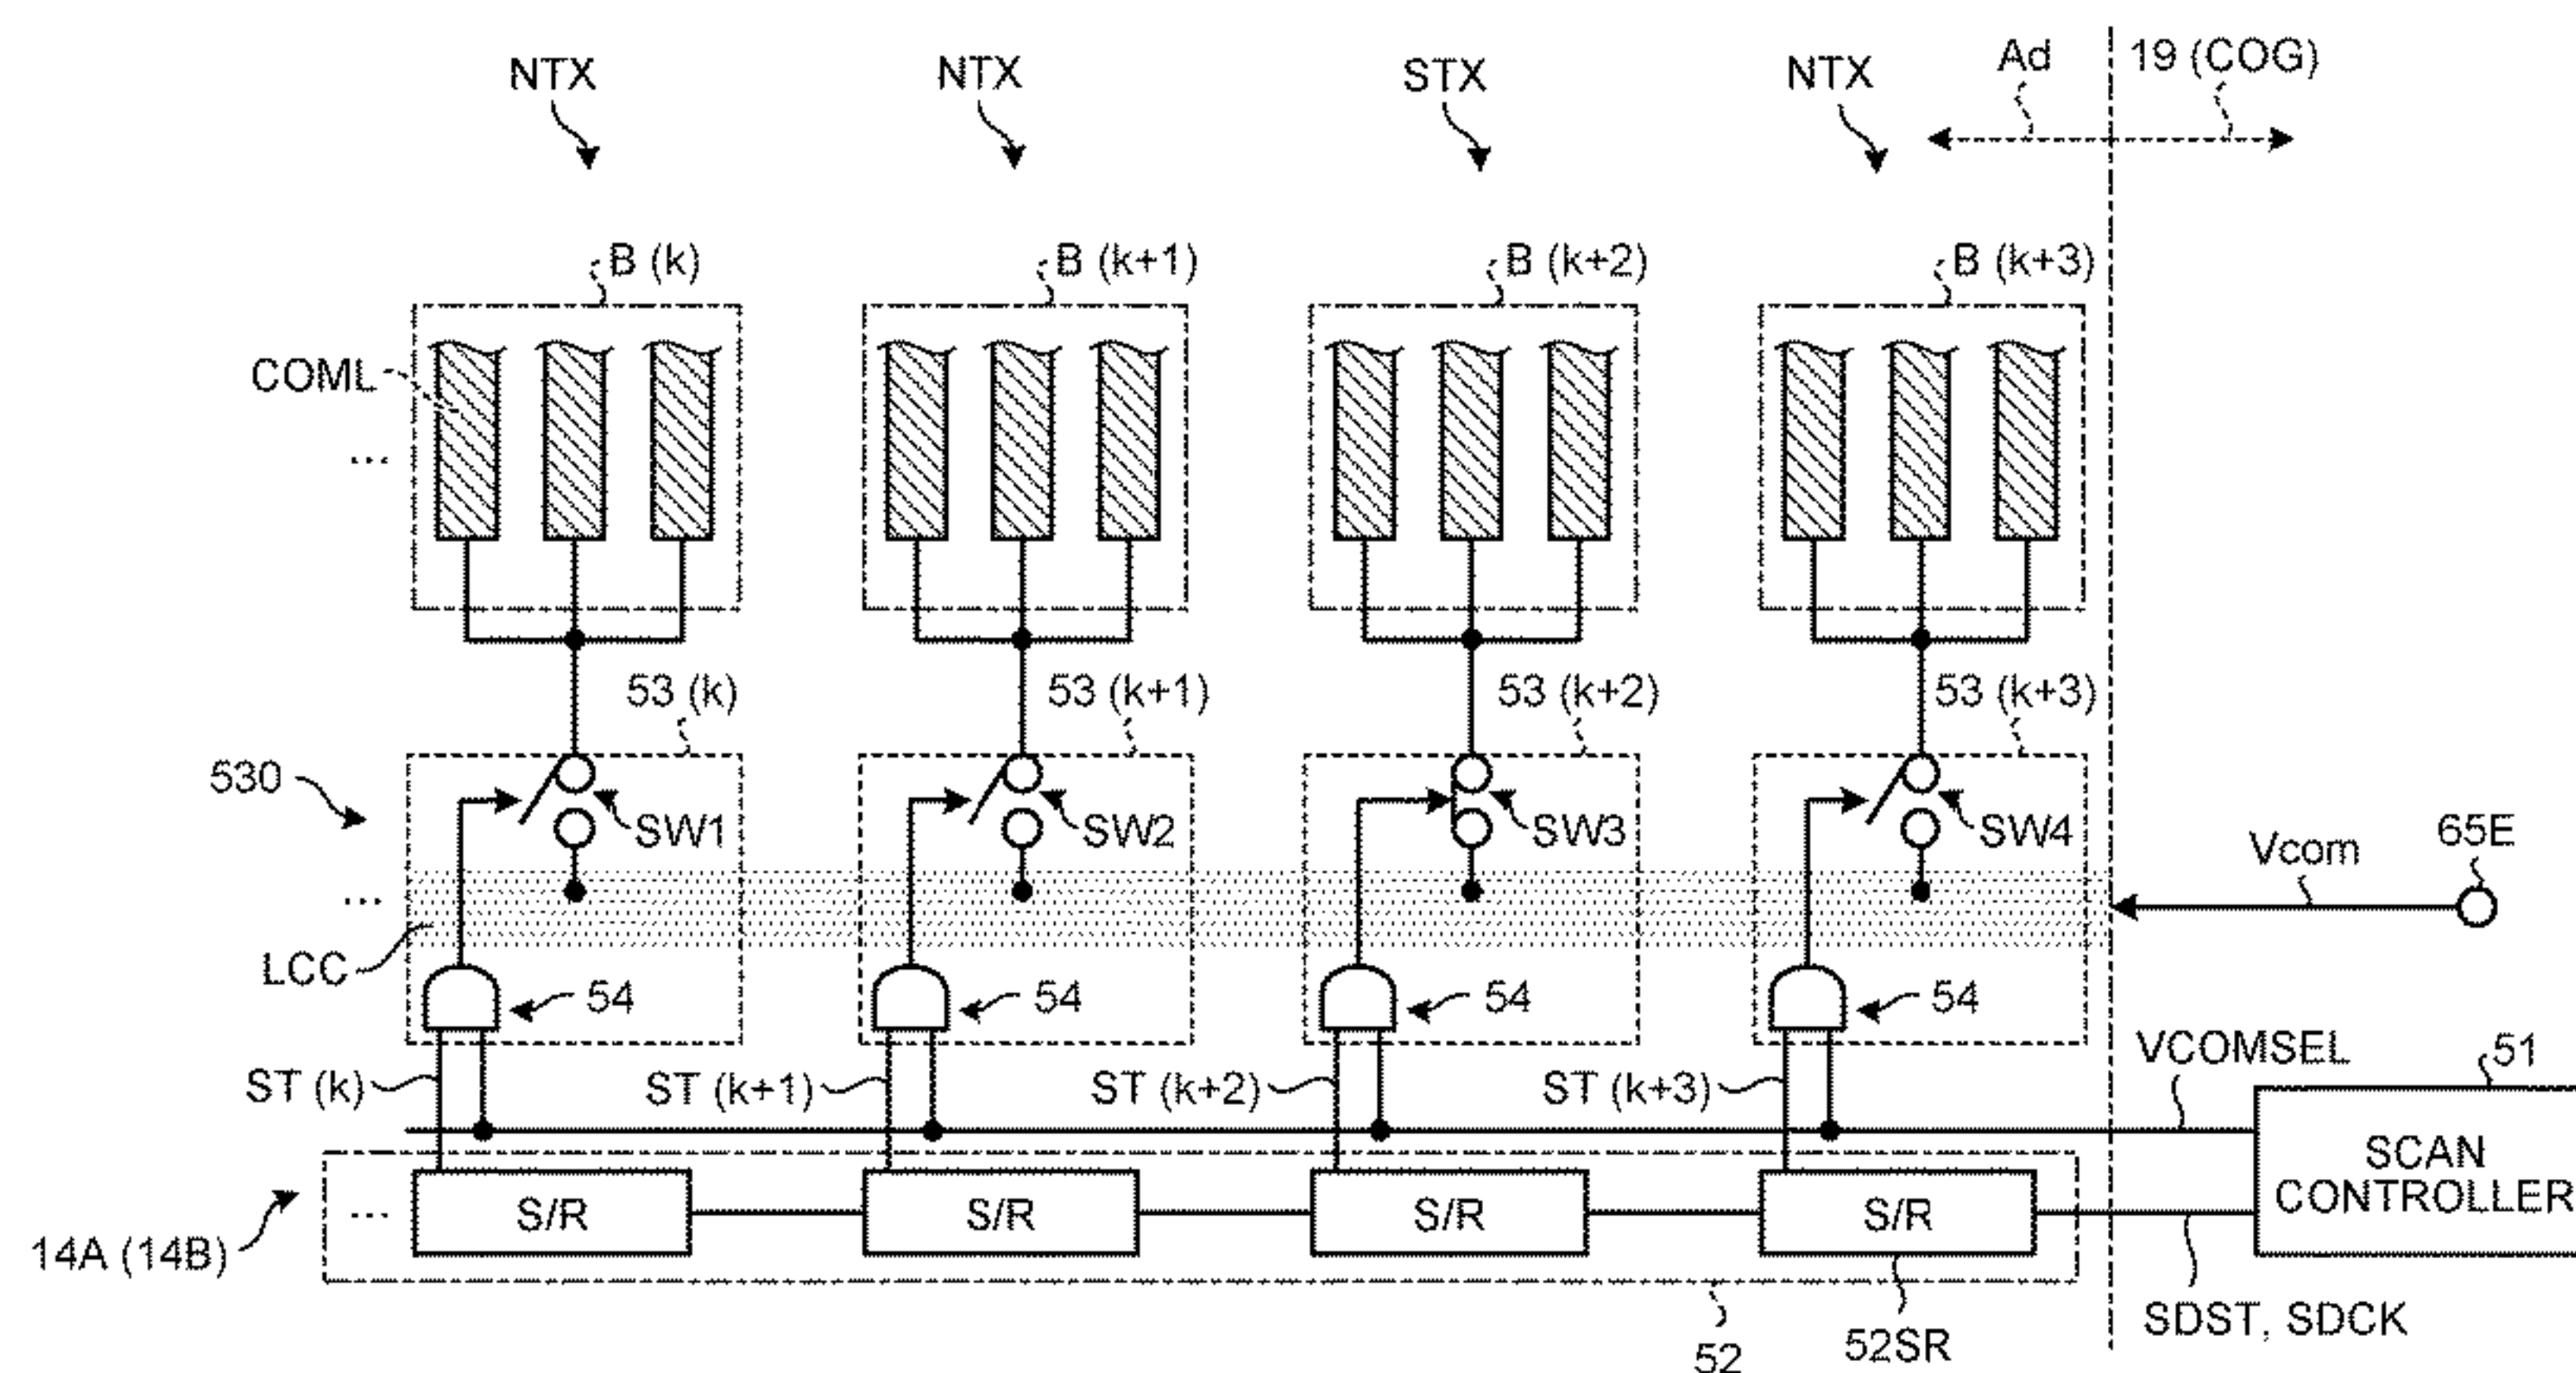 NTX NTX STX NTX Ad 19 (COG)
B (k) B (k+1) B (k+2) B (k+3)
COML
... 
53 (k) 53 (k+1) 53 (k+2) 53 (k+3)
530
SW1 SW2 SW3 SW4 Vcom 65E
...
LCC
54 54 54 54
ST (k) ST (k+1) ST (k+2) ST (k+3) VCOMSEL 51
SCAN
CONTROLLER
... S/R S/R S/R S/R
14A (14B)
52 52SR SDST, SDCK